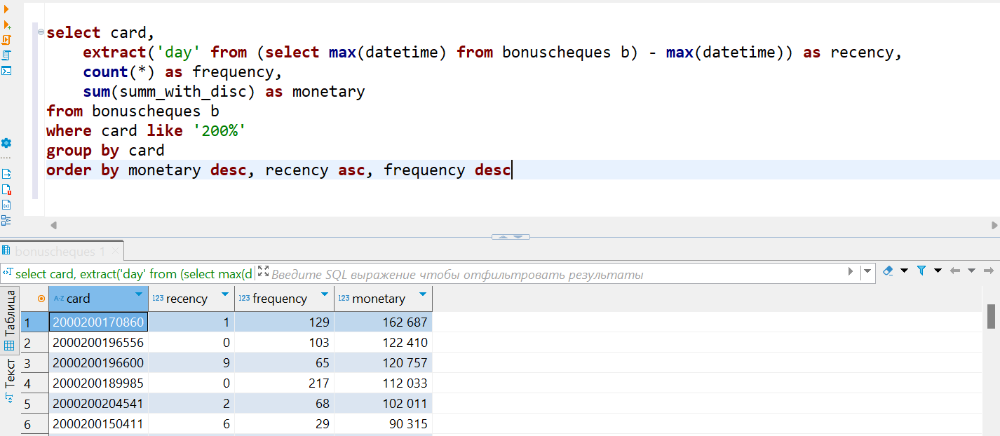 select card,
extract('day' from (select max(datetime) from bonuscheques b) - max(datetime)) as recency,
count(*) as frequency,
sum(summ_with_disc) as monetary
from bonuscheques b
where card like '200%'
group by card
order by monetary desc, recency asc, frequency desc
bonuscheques 1
select card, extract('day' from (select max(d Введите SQL выражение чтобы отфильтровать результаты
Таблица
Текст
A-Z card 123 recency 123 frequency 123 monetary
1 2000200170860 1 129 162 687
2 2000200196556 0 103 122 410
3 2000200196600 9 65 120 757
4 2000200189985 0 217 112 033
5 2000200204541 2 68 102 011
6 2000200150411 6 29 90 315